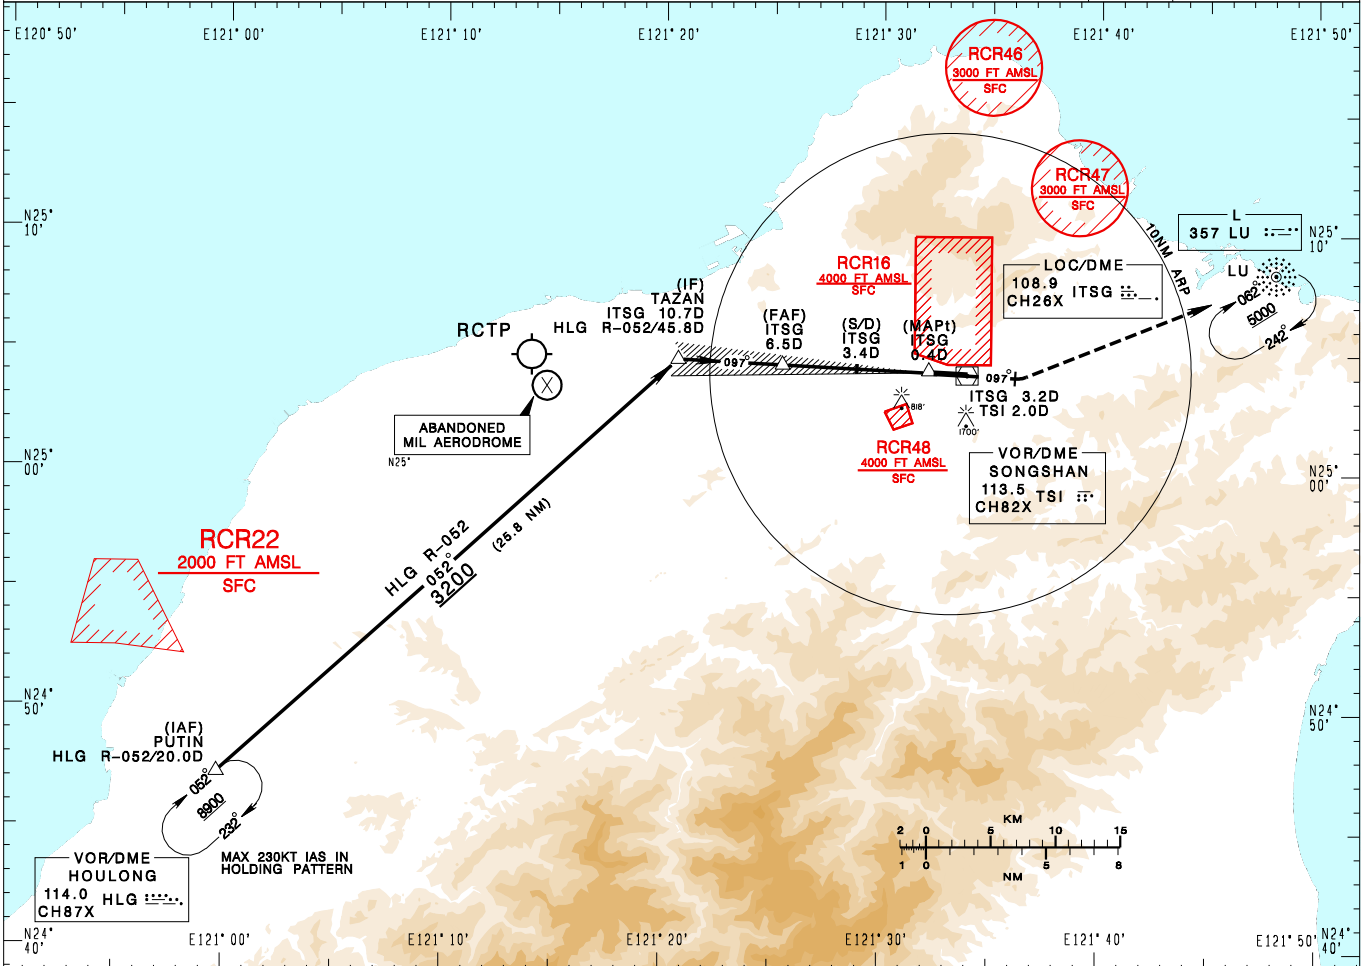 E120° 50'
E121° 00'
E121° 10'
E121° 20'
E121° 30'
E121° 40'
E121° 50'
RCR46
3000 FT AMSL
SFC
RCR47
3000 FT AMSL
SFC
N25°
10'
10NM ARP
L
357 LU
N25°
10'
LU
062°
5000
242°
RCR16
4000 FT AMSL
SFC
LOC/DME
108.9
CH26X
ITSG
(IF)
TAZAN
ITSG 10.7D
HLG R-052/45.8D
RCTP
(FAF)
ITSG
6.5D
(S/D)
ITSG
3.4D
(MAPt)
ITSG
0.4D
097°
097°
ITSG 3.2D
TSI 2.0D
818'
1700'
ABANDONED
MIL AERODROME
N25°
N25°
00'
RCR48
4000 FT AMSL
SFC
VOR/DME
SONGSHAN
113.5
CH82X
TSI
N25°
00'
HLG R-052
052°
3200
(25.8 NM)
RCR22
2000 FT AMSL
SFC
N24°
50'
N24°
50'
(IAF)
PUTIN
HLG R-052/20.0D
052°
8900
232°
MAX 230KT IAS IN
HOLDING PATTERN
VOR/DME
HOULONG
114.0
CH87X
HLG
KM
2 0 5 10 15
1 0 5 8
NM
N24°
40'
E121° 00'
E121° 10'
E121° 20'
E121° 30'
E121° 40'
E121° 50'
N24°
40'